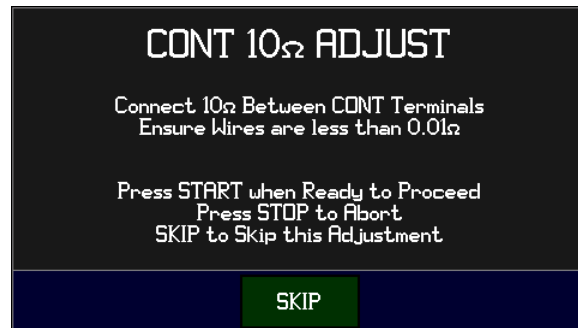 CONT 10Ω ADJUST
Connect 10Ω Between CONT Terminals
Ensure Wires are less than 0.01Ω
Press START when Ready to Proceed
Press STOP to Abort
SKIP to Skip this Adjustment
SKIP